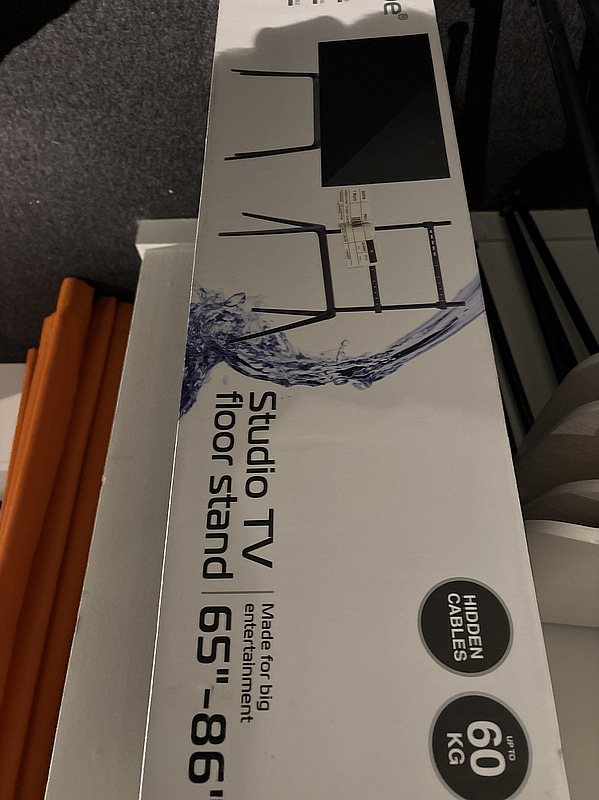 e®
Studio TV
floor stand
Made for big
entertainment
65"-86"
HIDDEN
CABLES
UP TO
60
KG